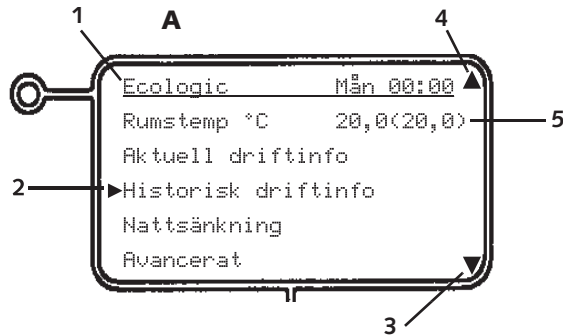 1
A
4
Ecologic Mån 00:00
Rumstemp °C 20,0(20,0)
5
Aktuell driftinfo
2
Historisk driftinfo
Nattsänkning
Avancerat
3